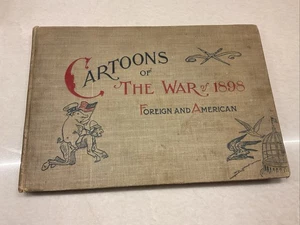 CARTOONS OF
THE WAR of 1898
FOREIGN AND AMERICAN